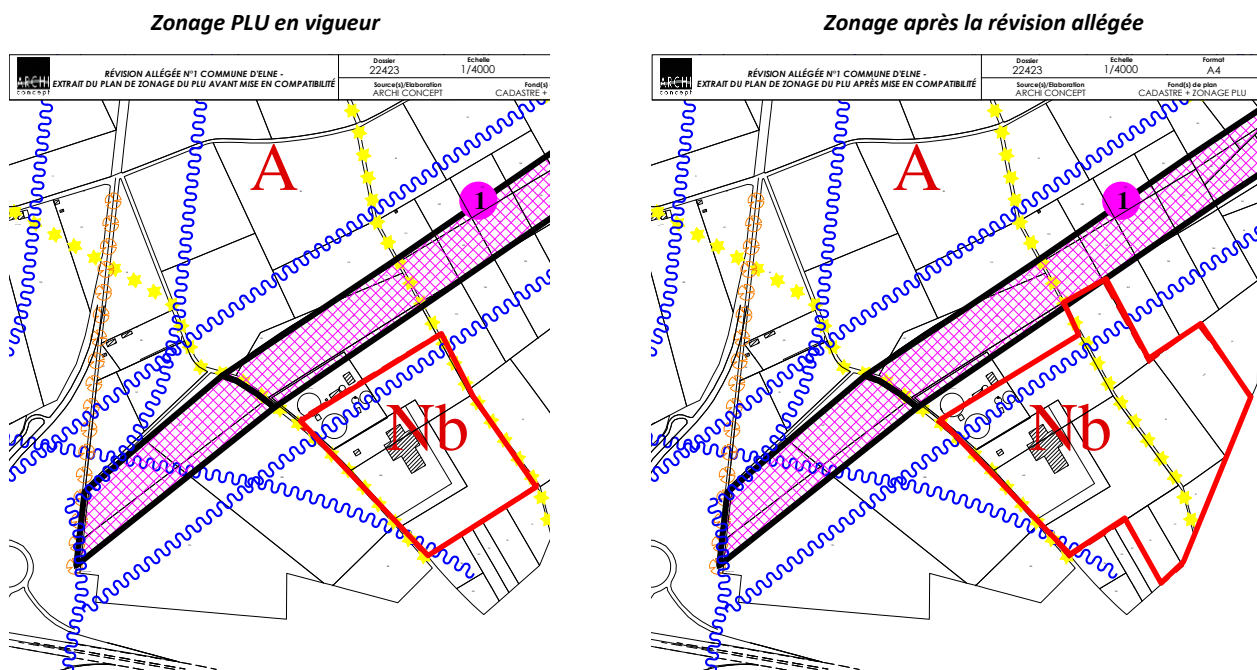 Zonage PLU en vigueur
Zonage après la révision allégée
ARCHI
concept
RÉVISION ALLÉGÉE N°1 COMMUNE D'ELNE -
EXTRAIT DU PLAN DE ZONAGE DU PLU AVANT MISE EN COMPATIBILITÉ
Dossier
22423
Echelle
1/4000
Source(s)/Elaboration
ARCHI CONCEPT
Fond(s)
CADASTRE +
ARCHI
concept
RÉVISION ALLÉGÉE N°1 COMMUNE D'ELNE -
EXTRAIT DU PLAN DE ZONAGE DU PLU APRÈS MISE EN COMPATIBILITÉ
Dossier
22423
Echelle
1/4000
Format
A4
Source(s)/Elaboration
ARCHI CONCEPT
Fond(s) de plan
CADASTRE + ZONAGE PLU
A
1
Nb
A
1
Nb